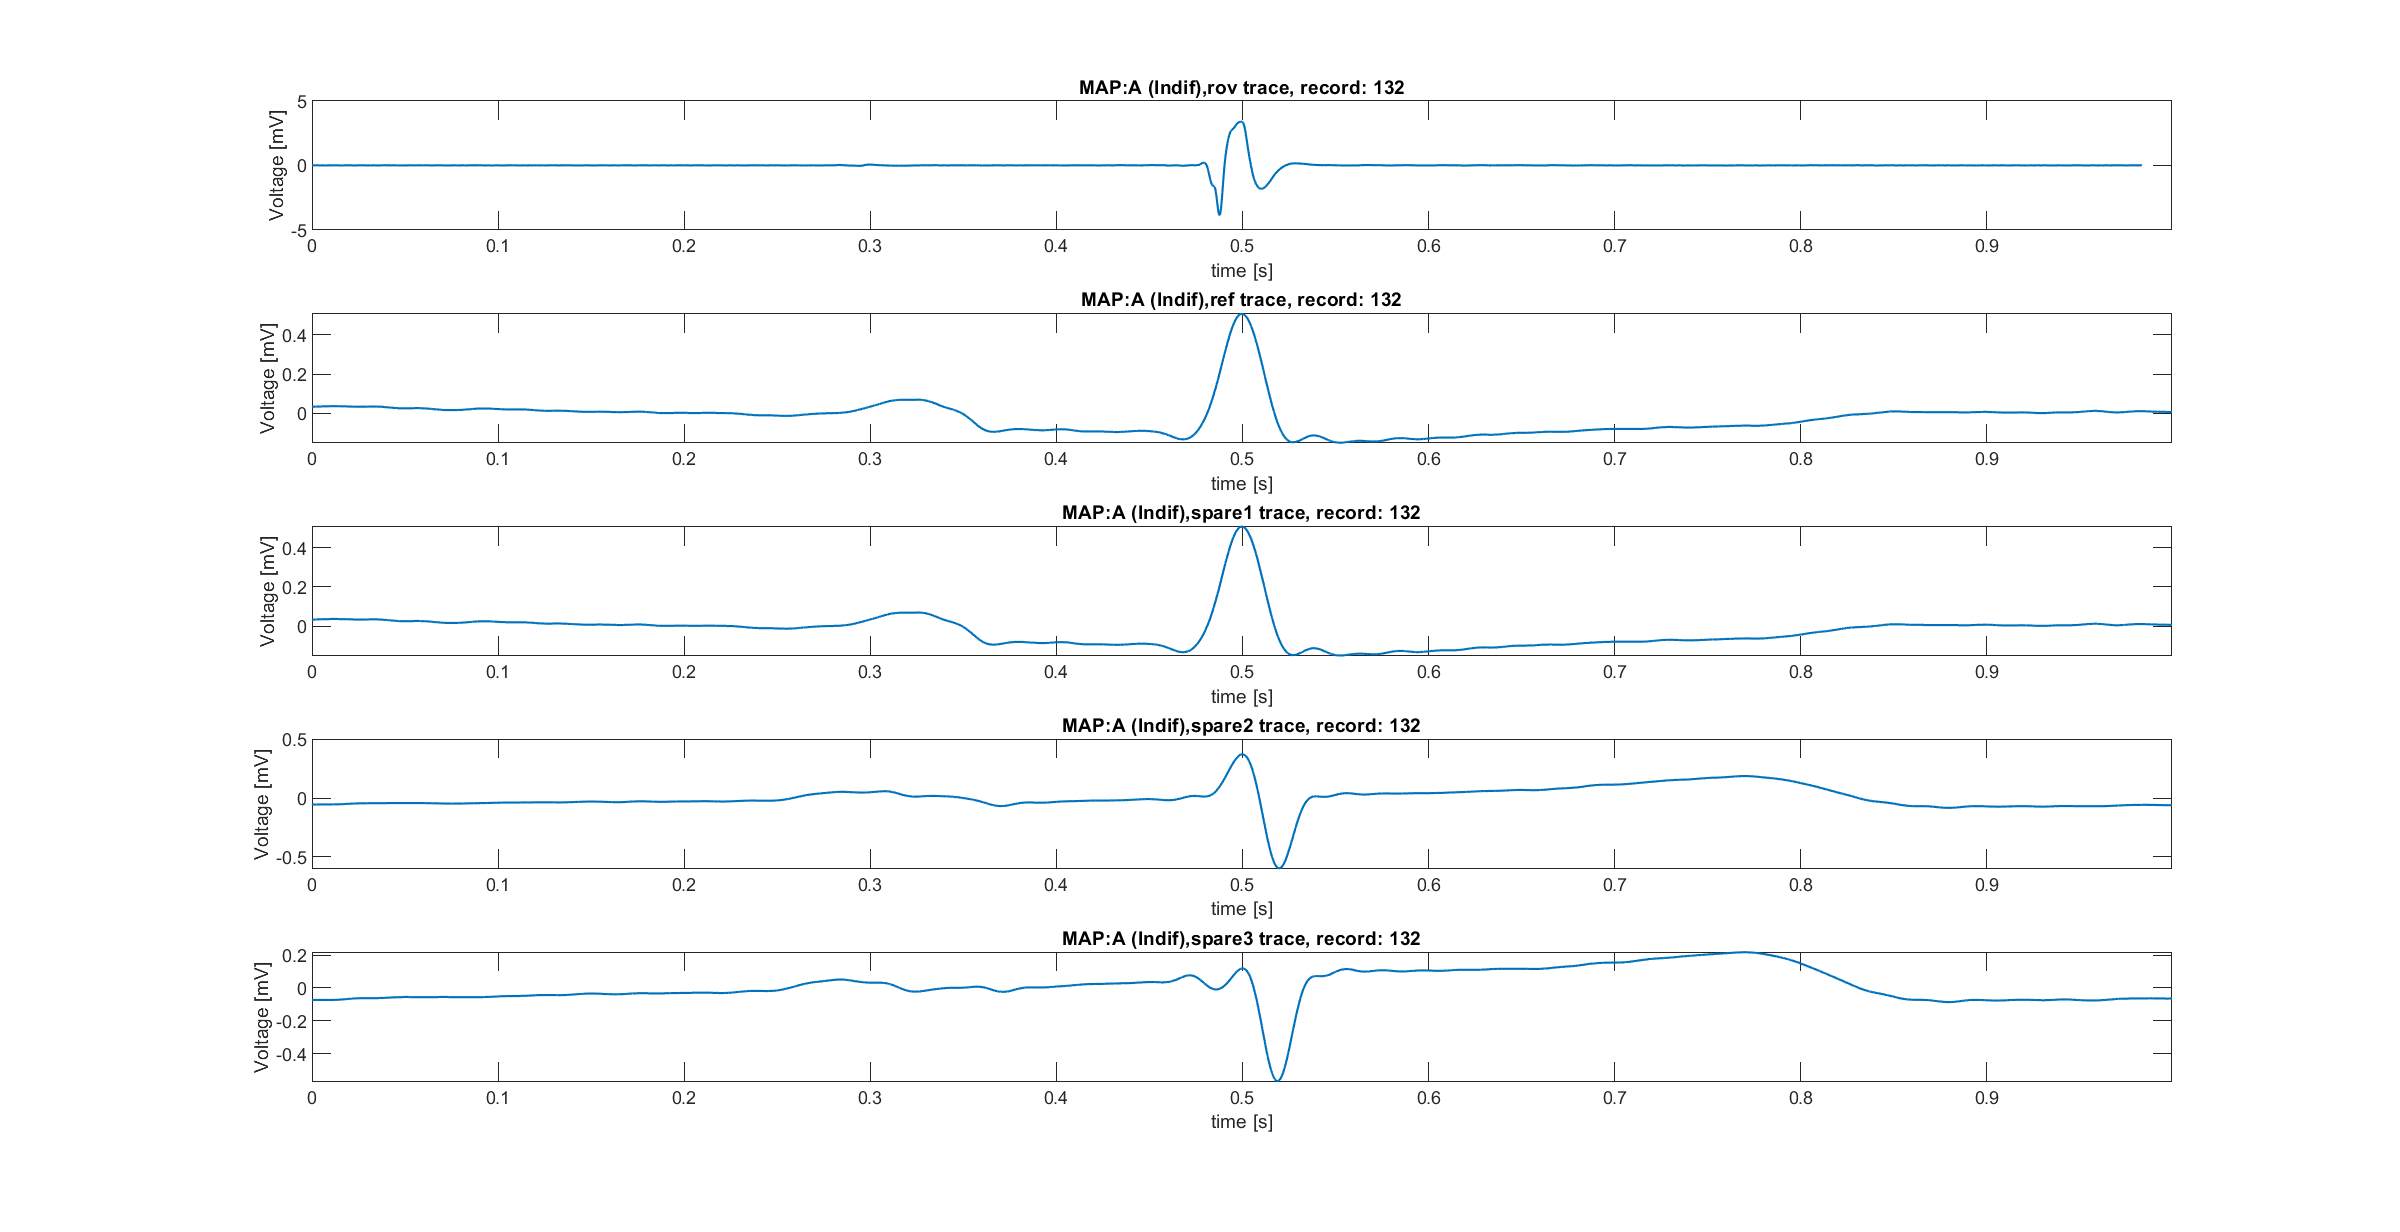 MAP:A (Indif),rov trace, record: 132
Voltage [mV]
5
0
-5
0 0.1 0.2 0.3 0.4 0.5 0.6 0.7 0.8 0.9
time [s]
MAP:A (Indif),ref trace, record: 132
Voltage [mV]
0.4
0.2
0
0 0.1 0.2 0.3 0.4 0.5 0.6 0.7 0.8 0.9
time [s]
MAP:A (Indif),spare1 trace, record: 132
Voltage [mV]
0.4
0.2
0
0 0.1 0.2 0.3 0.4 0.5 0.6 0.7 0.8 0.9
time [s]
MAP:A (Indif),spare2 trace, record: 132
Voltage [mV]
0.5
0
-0.5
0 0.1 0.2 0.3 0.4 0.5 0.6 0.7 0.8 0.9
time [s]
MAP:A (Indif),spare3 trace, record: 132
Voltage [mV]
0.2
0
-0.2
-0.4
0 0.1 0.2 0.3 0.4 0.5 0.6 0.7 0.8 0.9
time [s]